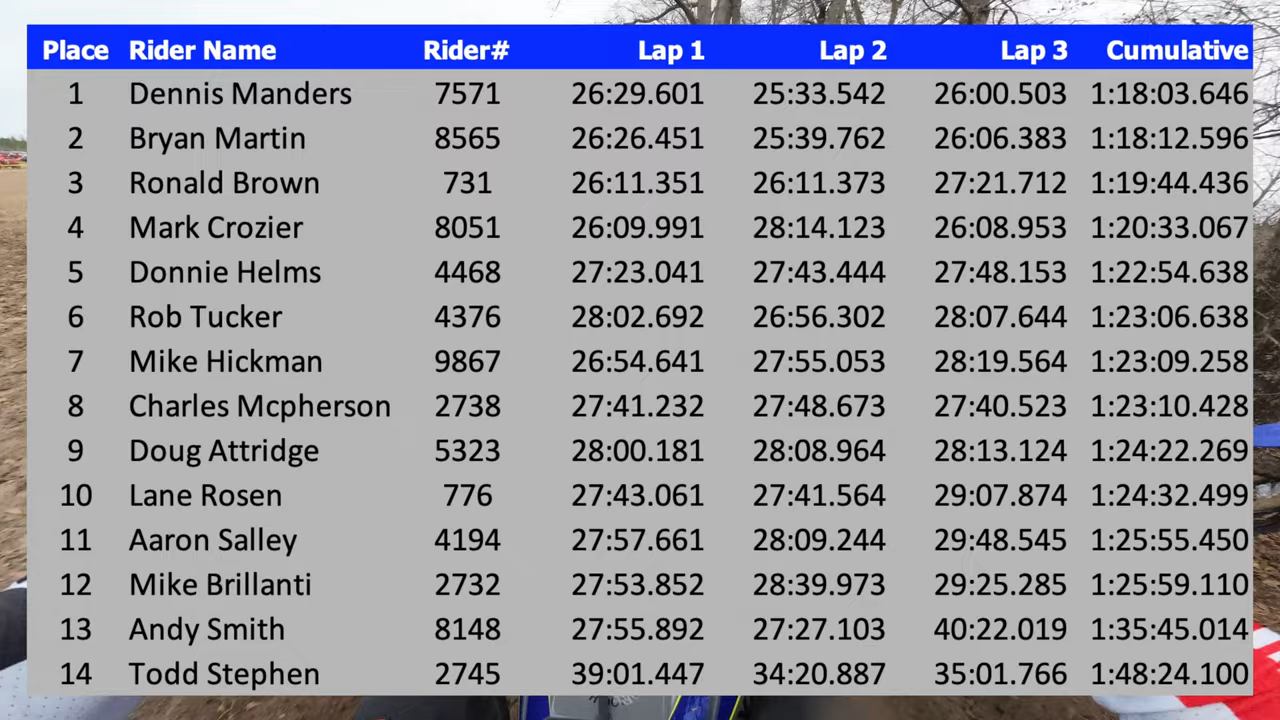 Place Rider Name Rider# Lap 1 Lap 2 Lap 3 Cumulative
1 Dennis Manders 7571 26:29.601 25:33.542 26:00.503 1:18:03.646
2 Bryan Martin 8565 26:26.451 25:39.762 26:06.383 1:18:12.596
3 Ronald Brown 731 26:11.351 26:11.373 27:21.712 1:19:44.436
4 Mark Crozier 8051 26:09.991 28:14.123 26:08.953 1:20:33.067
5 Donnie Helms 4468 27:23.041 27:43.444 27:48.153 1:22:54.638
6 Rob Tucker 4376 28:02.692 26:56.302 28:07.644 1:23:06.638
7 Mike Hickman 9867 26:54.641 27:55.053 28:19.564 1:23:09.258
8 Charles Mcpherson 2738 27:41.232 27:48.673 27:40.523 1:23:10.428
9 Doug Attridge 5323 28:00.181 28:08.964 28:13.124 1:24:22.269
10 Lane Rosen 776 27:43.061 27:41.564 29:07.874 1:24:32.499
11 Aaron Salley 4194 27:57.661 28:09.244 29:48.545 1:25:55.450
12 Mike Brillanti 2732 27:53.852 28:39.973 29:25.285 1:25:59.110
13 Andy Smith 8148 27:55.892 27:27.103 40:22.019 1:35:45.014
14 Todd Stephen 2745 39:01.447 34:20.887 35:01.766 1:48:24.100